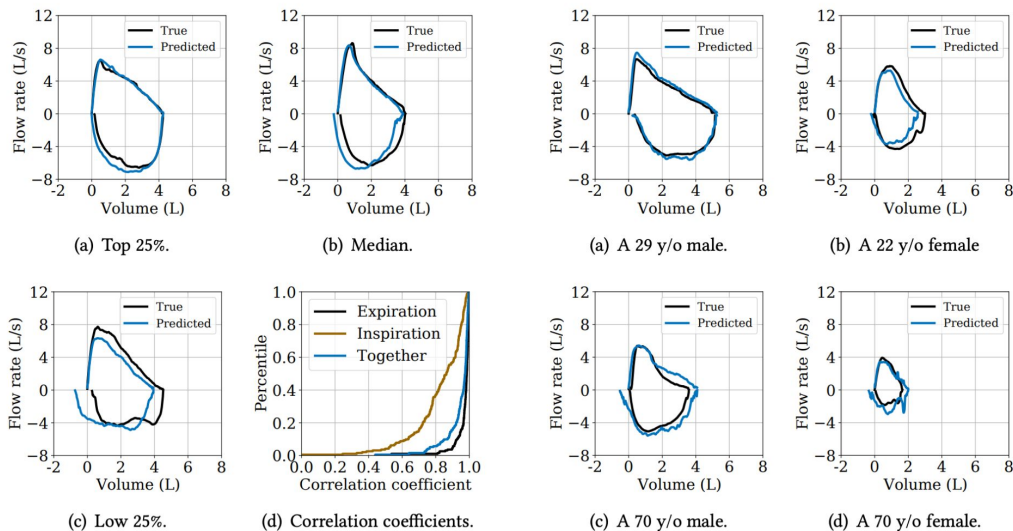 12
8
4
0
−4
−8
Flow rate (L/s)
True
Predicted
-2 0 2 4 6 8
Volume (L)
(a) Top 25%.
12
8
4
0
−4
−8
Flow rate (L/s)
True
Predicted
-2 0 2 4 6 8
Volume (L)
(b) Median.
12
8
4
0
−4
−8
Flow rate (L/s)
True
Predicted
-2 0 2 4 6 8
Volume (L)
(a) A 29 y/o male.
12
8
4
0
−4
−8
Flow rate (L/s)
True
Predicted
-2 0 2 4 6 8
Volume (L)
(b) A 22 y/o female
12
8
4
0
−4
−8
Flow rate (L/s)
True
Predicted
-2 0 2 4 6 8
Volume (L)
(c) Low 25%.
1.0
0.8
0.6
0.4
0.2
0.0
Percentile
Expiration
Inspiration
Together
0.0 0.2 0.4 0.6 0.8 1.0
Correlation coefficient
(d) Correlation coefficients.
12
8
4
0
−4
−8
Flow rate (L/s)
True
Predicted
-2 0 2 4 6 8
Volume (L)
(c) A 70 y/o male.
12
8
4
0
−4
−8
Flow rate (L/s)
True
Predicted
-2 0 2 4 6 8
Volume (L)
(d) A 70 y/o female.